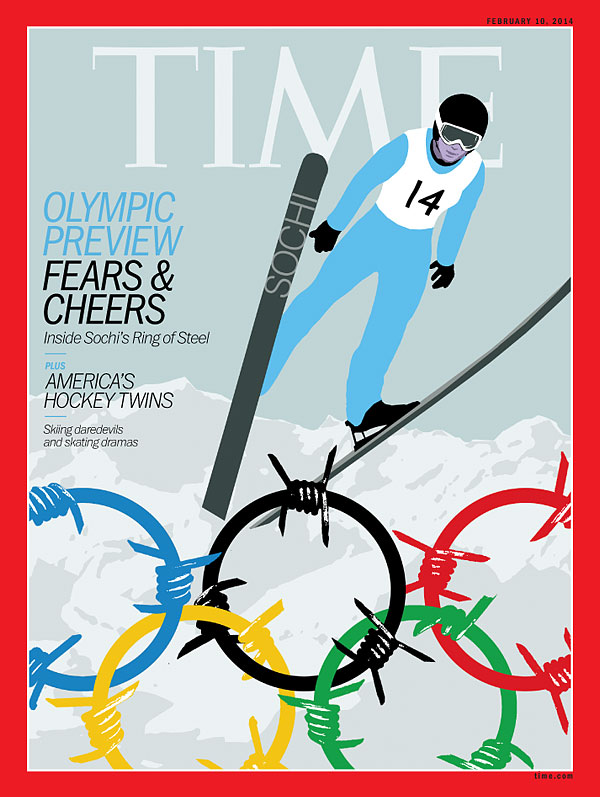 FEBRUARY 10, 2014
TIME
OLYMPIC
PREVIEW
FEARS &
CHEERS
Inside Sochi's Ring of Steel
PLUS
AMERICA'S
HOCKEY TWINS
Skiing daredevils
and skating dramas
SOCHI
14
time.com